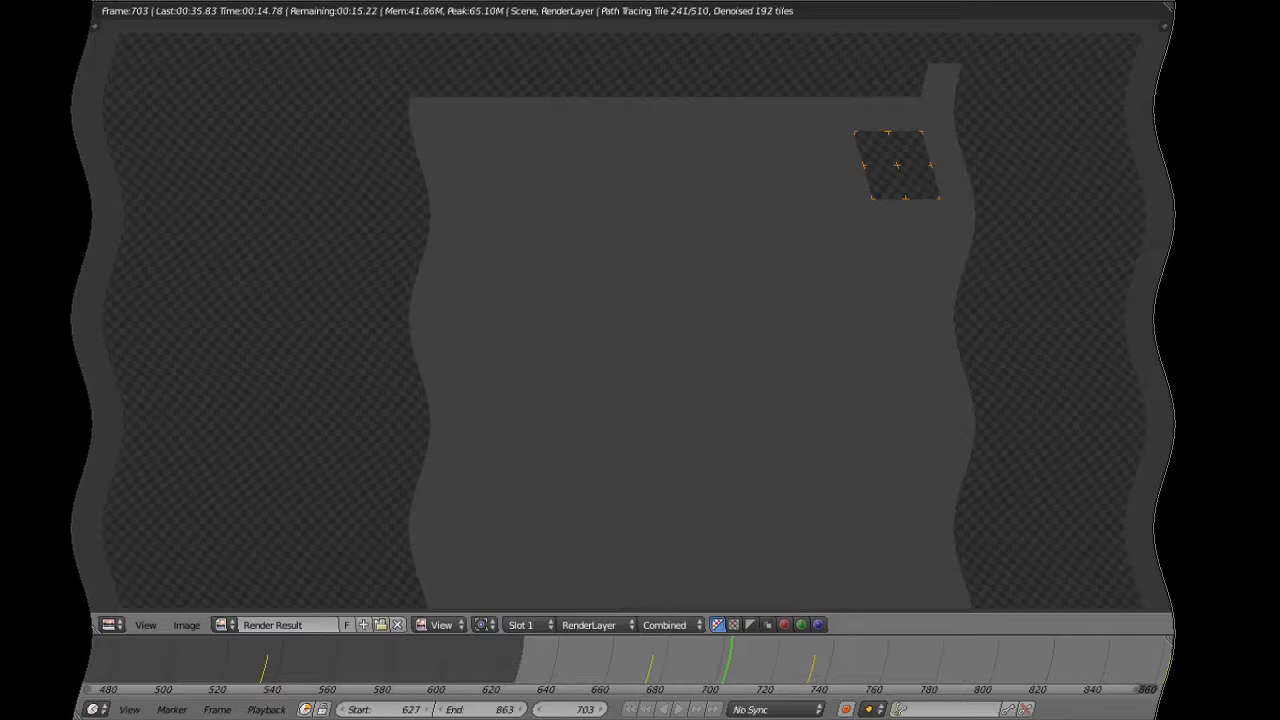 Frame:703 | Last:00:35.83 Time:00:14.78 | Remaining:00:15.22 | Mem:41.86M, Peak:65.10M | Scene, RenderLayer | Path Tracing Tile 241/510, Denoised 192 tiles
View Image Render Result F View Slot 1 RenderLayer Combined
480 500 520 540 560 580 600 620 640 660 680 700 720 740 760 780 800 820 840 860
View Marker Frame Playback Start: 627 End: 863 703 No Sync